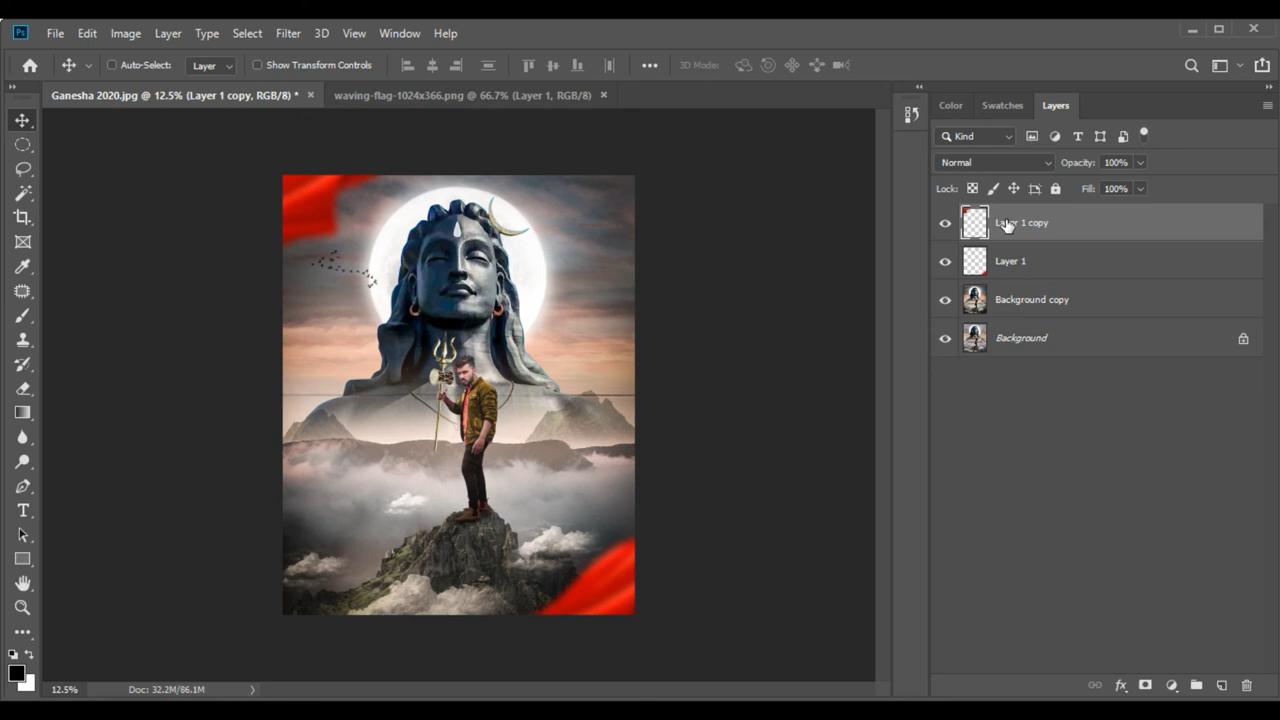 Ps File Edit Image Layer Type Select Filter 3D View Window Help
Auto-Select: Layer Show Transform Controls 3D Mode:
Ganesha 2020.jpg @ 12.5% (Layer 1 copy, RGB/8) * waving-flag-1024x366.png @ 66.7% (Layer 1, RGB/8)
Color Swatches Layers
Kind
Normal Opacity: 100%
Lock: Fill: 100%
Layer 1 copy
Layer 1
Background copy
Background
12.5% Doc: 32.2M/86.1M